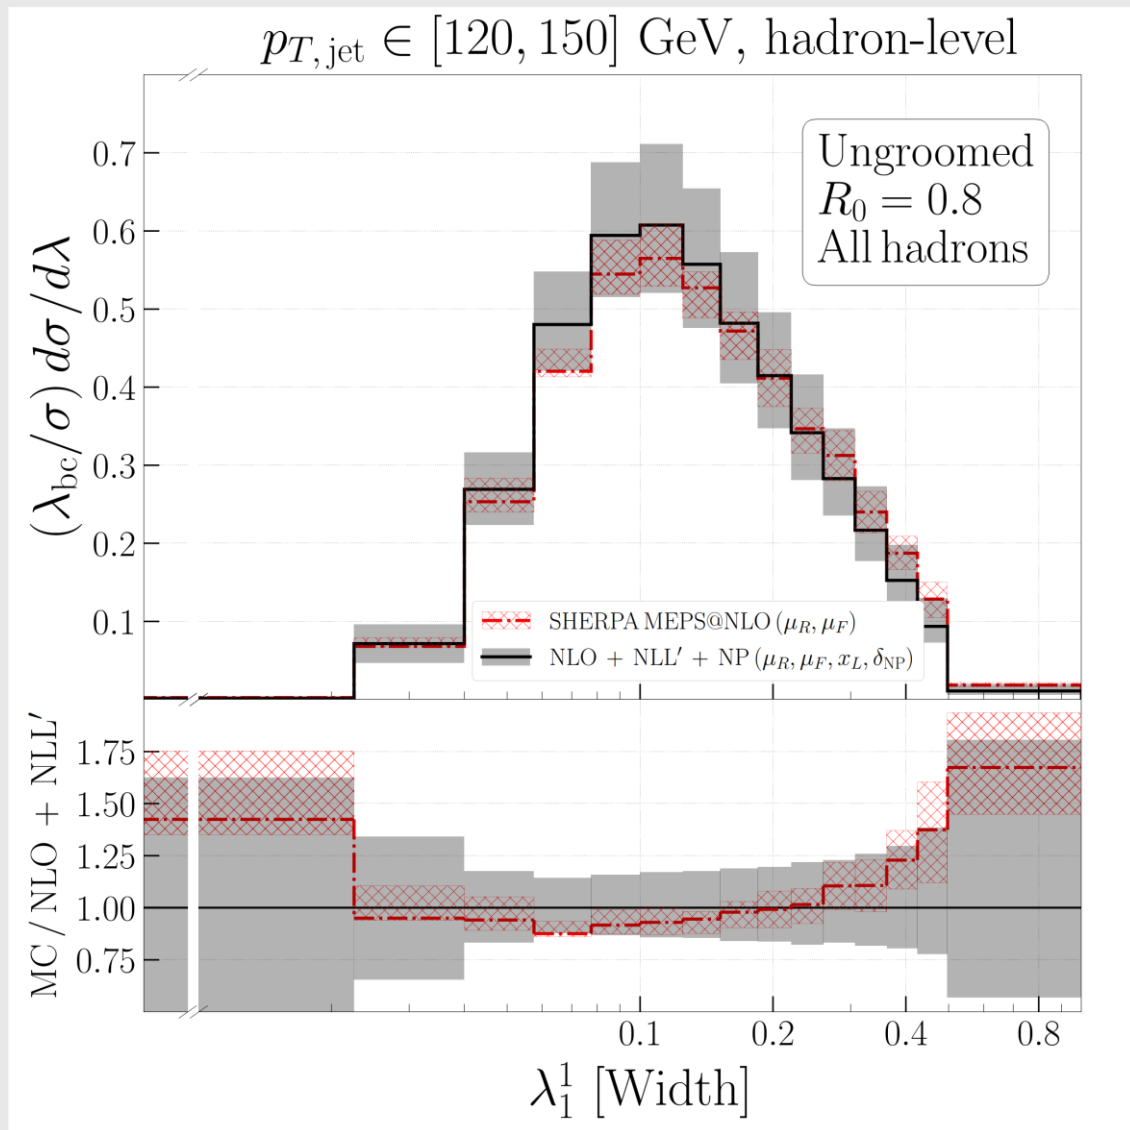 p_{T, jet} ∈ [120, 150] GeV, hadron-level
Ungroomed
R_0 = 0.8
All hadrons
(λ_bc/σ) dσ/dλ
0.7
0.6
0.5
0.4
0.3
0.2
0.1
SHERPA MEPS@NLO (μ_R, μ_F)
NLO + NLL′ + NP (μ_R, μ_F, x_L, δ_NP)
MC / NLO + NLL′
1.75
1.50
1.25
1.00
0.75
0.1 0.2 0.4 0.8
λ^1_1 [Width]